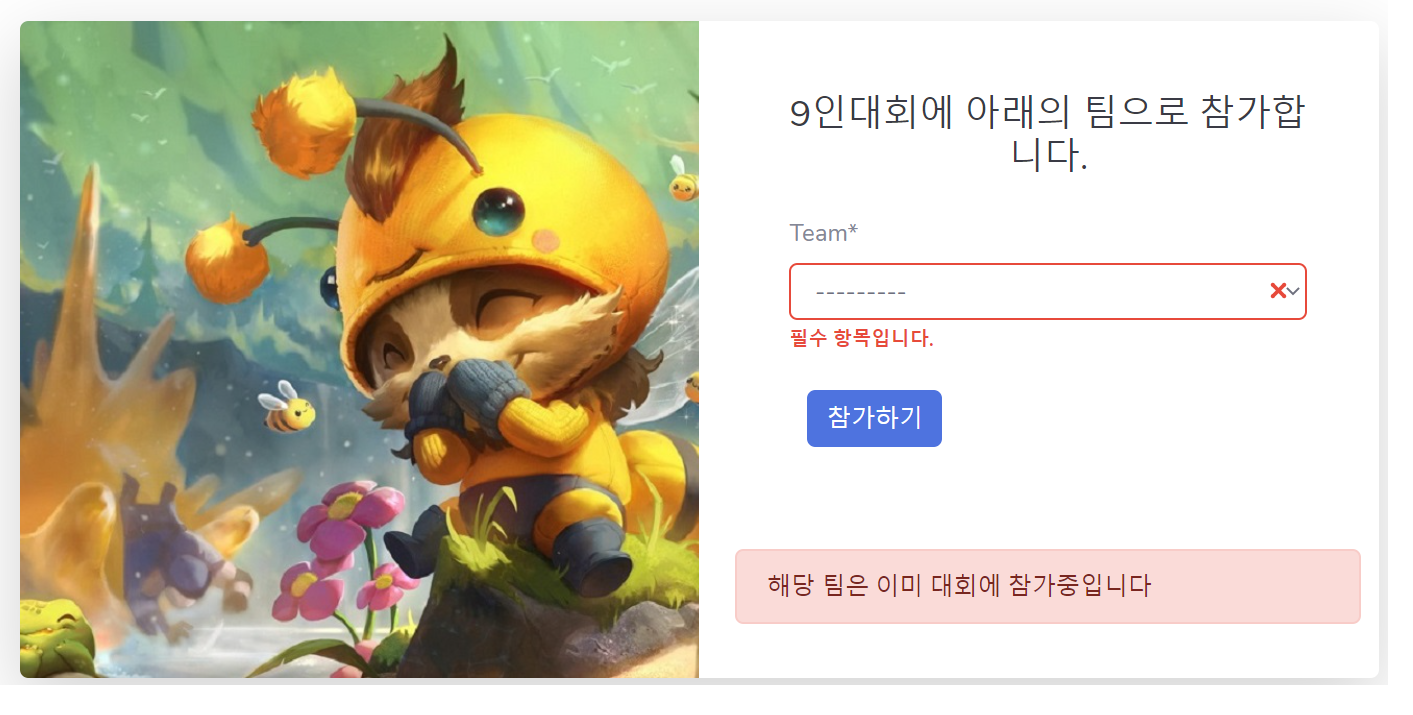 9인대회에 아래의 팀으로 참가합
니다.
Team*
---------
필수 항목입니다.
참가하기
해당 팀은 이미 대회에 참가중입니다